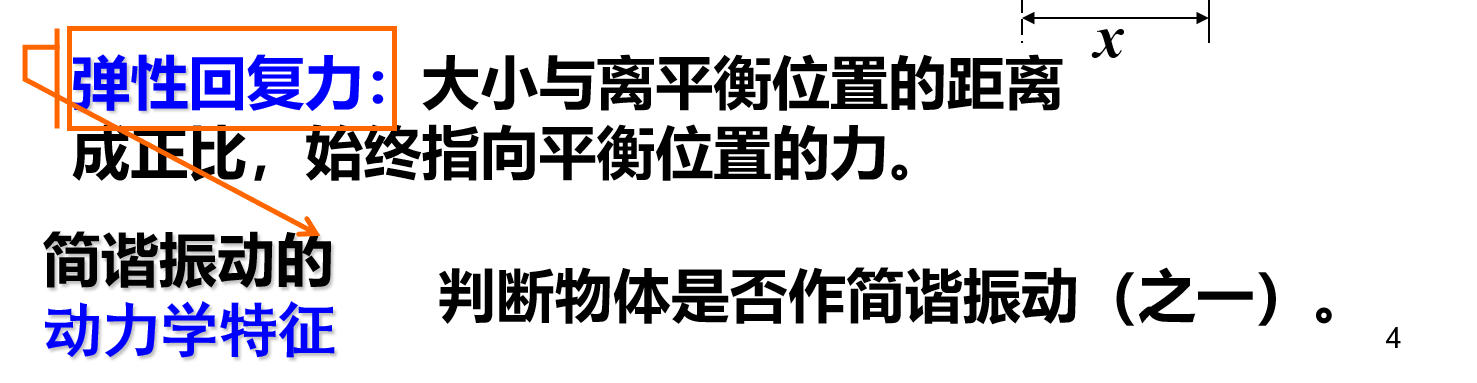 x
弹性回复力：大小与离平衡位置的距离
成正比，始终指向平衡位置的力。
简谐振动的
动力学特征
判断物体是否作简谐振动（之一）。
4